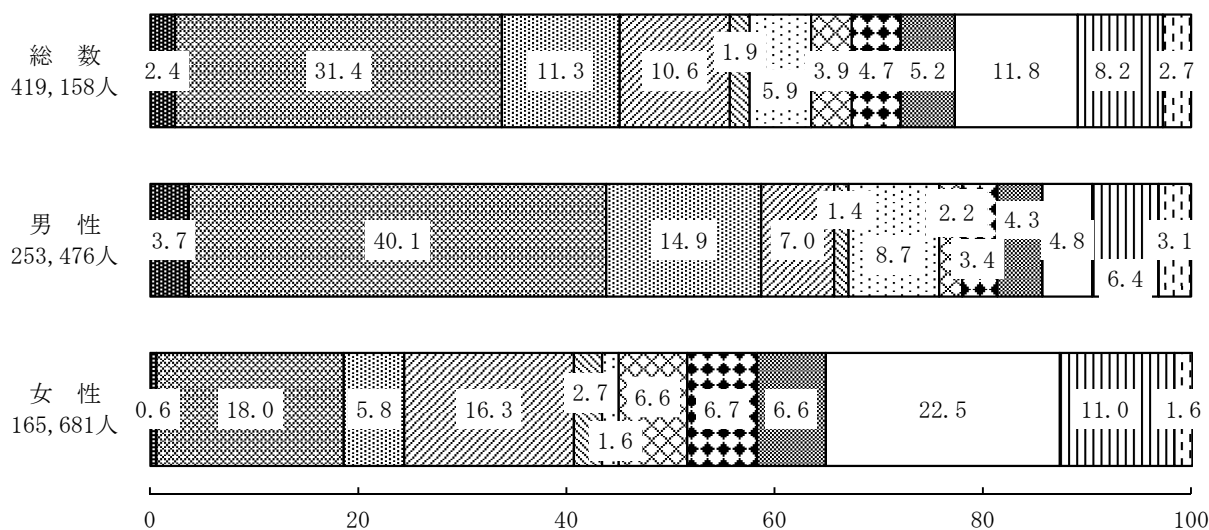 総 数
419,158人
2.4 31.4 11.3 10.6 1.9 5.9 3.9 4.7 5.2 11.8 8.2 2.7
男 性
253,476人
3.7 40.1 14.9 7.0 1.4 8.7 2.2 3.4 4.3 4.8 6.4 3.1
女 性
165,681人
0.6 18.0 5.8 16.3 2.7 1.6 6.6 6.7 6.6 22.5 11.0 1.6
0 20 40 60 80 100